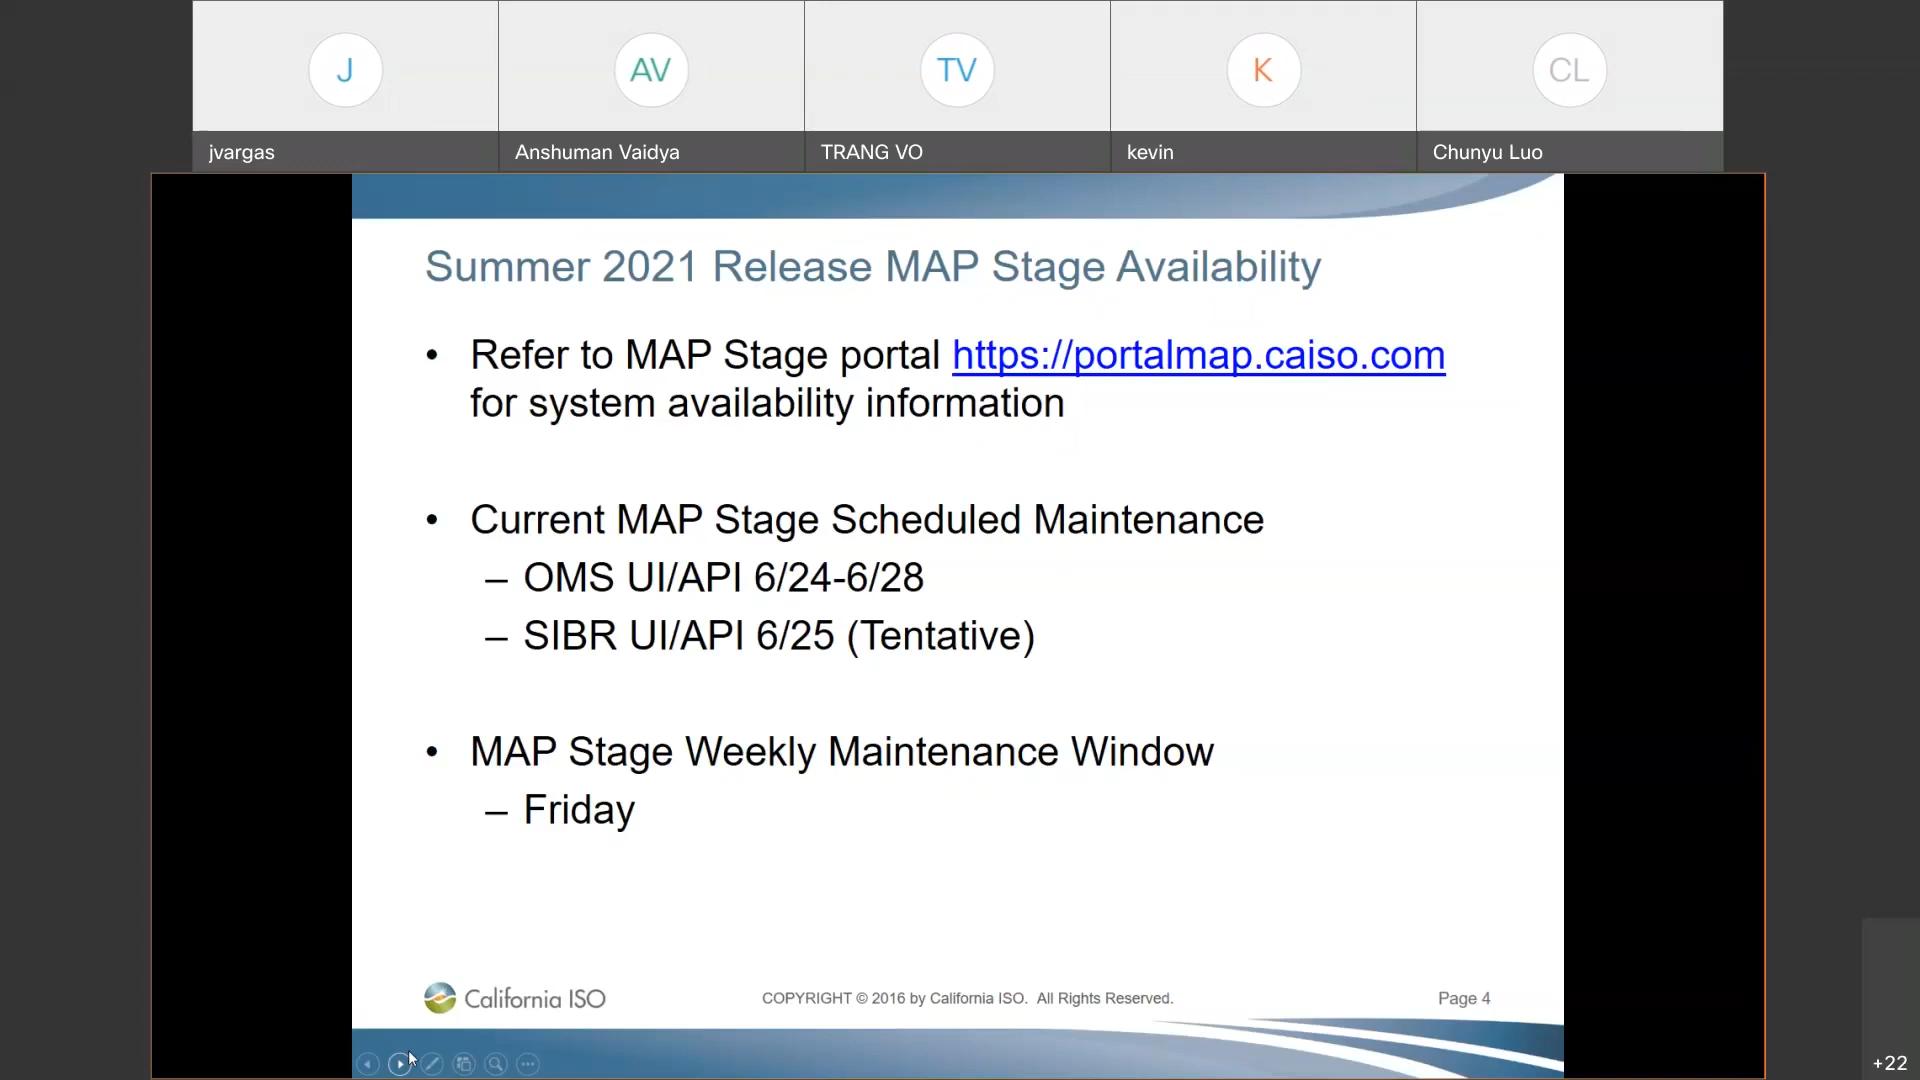 J
AV
TV
K
CL
jvargas
Anshuman Vaidya
TRANG VO
kevin
Chunyu Luo
Summer 2021 Release MAP Stage Availability
• Refer to MAP Stage portal https://portalmap.caiso.com
for system availability information
• Current MAP Stage Scheduled Maintenance
– OMS UI/API 6/24-6/28
– SIBR UI/API 6/25 (Tentative)
• MAP Stage Weekly Maintenance Window
– Friday
California ISO
COPYRIGHT © 2016 by California ISO. All Rights Reserved.
Page 4
+22